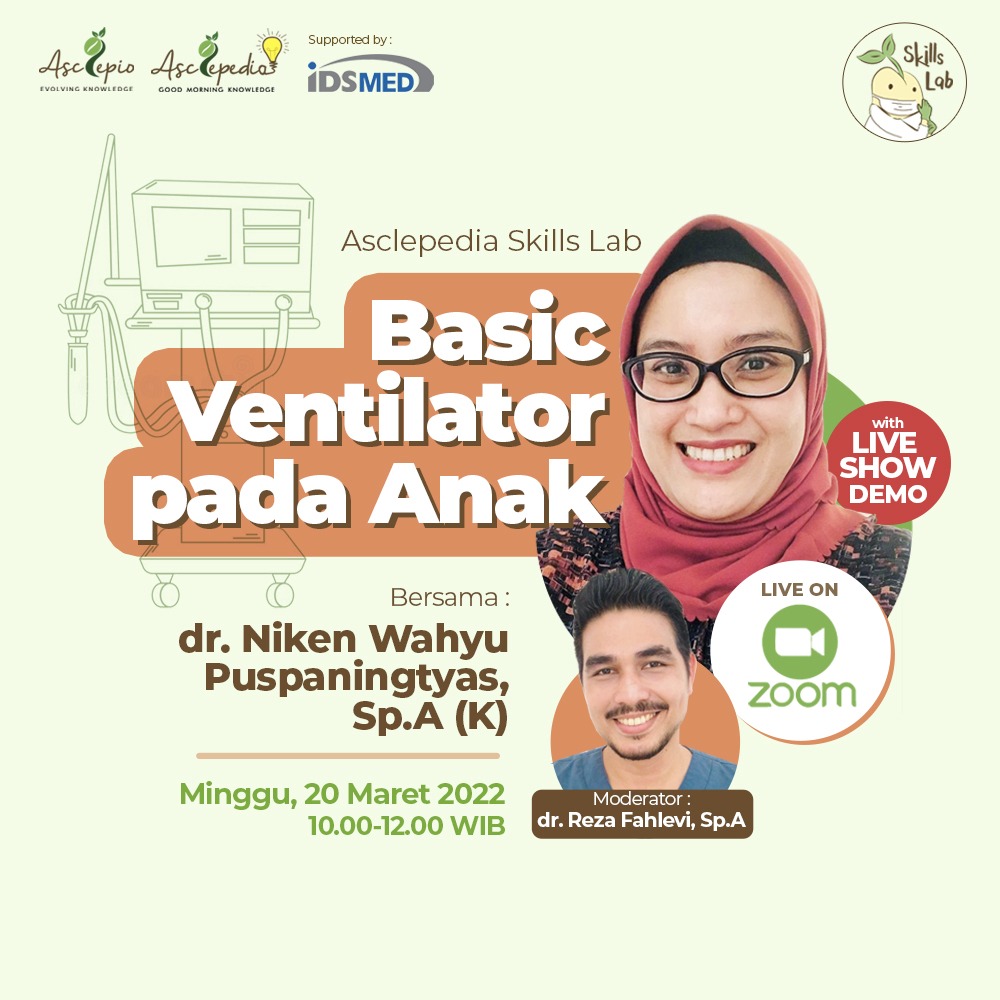 Asclepio
EVOLVING KNOWLEDGE
Asclepedia
GOOD MORNING KNOWLEDGE
Supported by :
iDSMED
Skills
Lab
Asclepedia Skills Lab
Basic
Ventilator
pada Anak
with
LIVE
SHOW
DEMO
Bersama :
dr. Niken Wahyu
Puspaningtyas,
Sp.A (K)
LIVE ON
zoom
Minggu, 20 Maret 2022
10.00-12.00 WIB
Moderator :
dr. Reza Fahlevi, Sp.A